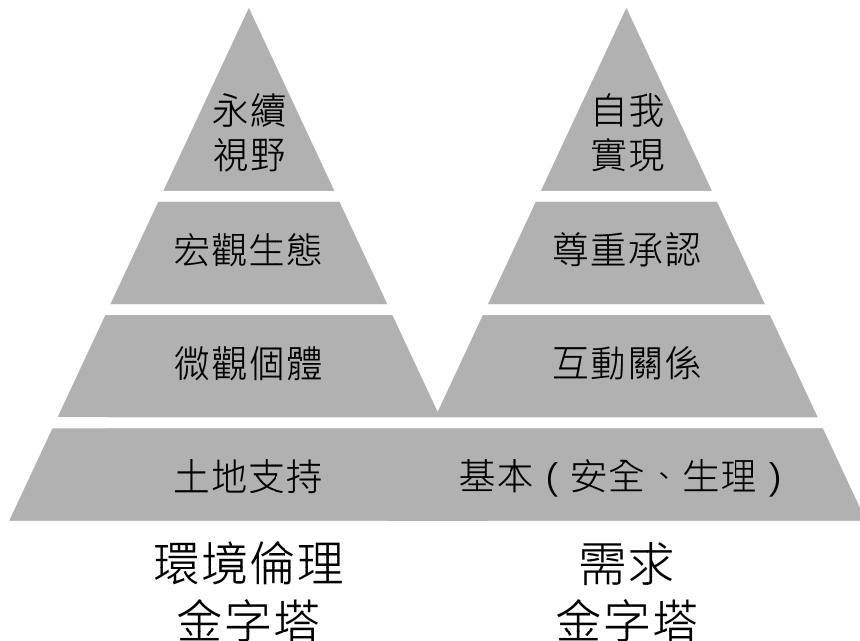 永續
視野
宏觀生態
微觀個體
土地支持
環境倫理
金字塔
自我
實現
尊重承認
互動關係
基本(安全、生理)
需求
金字塔